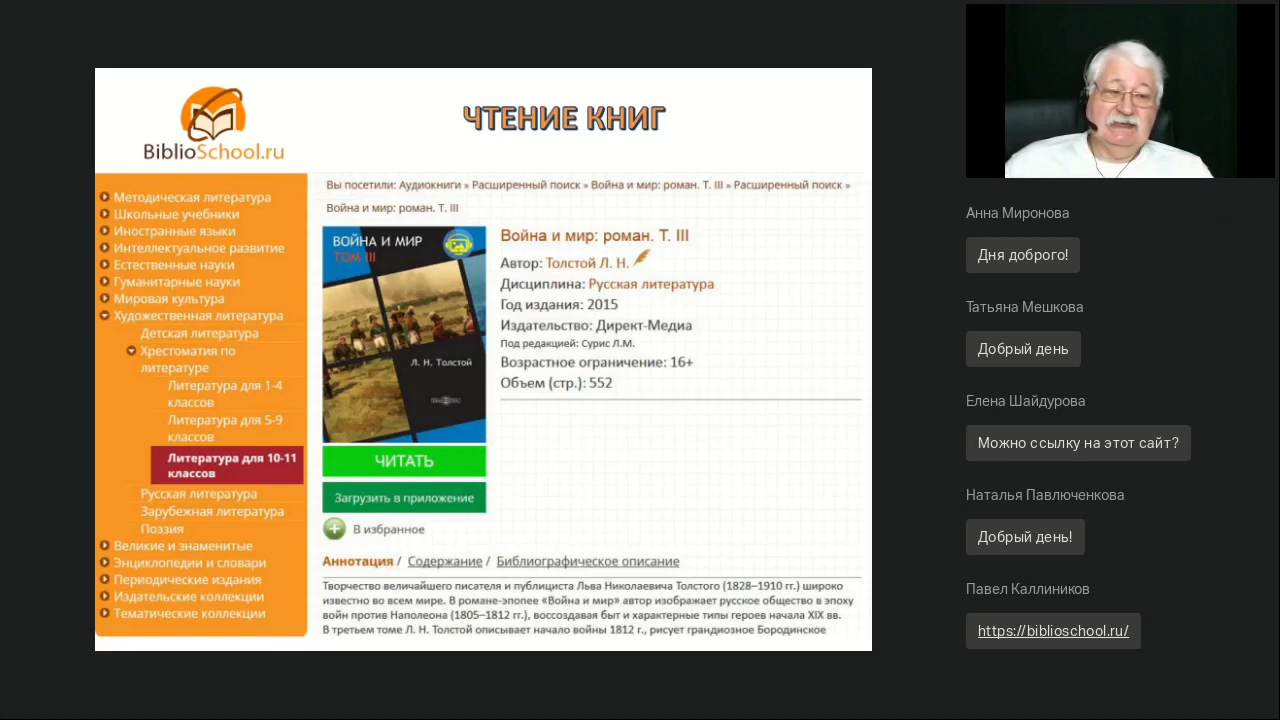 BiblioSchool.ru
ЧТЕНИЕ КНИГ
Методическая литература
Школьные учебники
Иностранные языки
Интеллектуальное развитие
Естественные науки
Гуманитарные науки
Мировая культура
Художественная литература
Детская литература
Хрестоматия по
литературе
Литература для 1-4
классов
Литература для 5-9
классов
Литература для 10-11
классов
Русская литература
Зарубежная литература
Поэзия
Великие и знаменитые
Энциклопедии и словари
Периодические издания
Издательские коллекции
Тематические коллекции
Вы посетили: Аудиокниги » Расширенный поиск » Война и мир: роман. Т. III » Расширенный поиск »
Война и мир: роман. Т. III
ВОЙНА И МИР
ТОМ III
Л. Н. Толстой
Война и мир: роман. Т. III
Автор: Толстой Л. Н.
Дисциплина: Русская литература
Год издания: 2015
Издательство: Директ-Медиа
Под редакцией: Сурис Л.М.
Возрастное ограничение: 16+
Объем (стр.): 552
ЧИТАТЬ
Загрузить в приложение
В избранное
Аннотация / Содержание / Библиографическое описание
Творчество величайшего писателя и публициста Льва Николаевича Толстого (1828–1910 гг.) широко
известно во всем мире. В романе-эпопее «Война и мир» автор изображает русское общество в эпоху
войн против Наполеона (1805–1812 гг.), воссоздавая быт и характерные типы героев начала XIX вв.
В третьем томе Л. Н. Толстой описывает начало войны 1812 г., рисует грандиозное Бородинское
Анна Миронова
Дня доброго!
Татьяна Мешкова
Добрый день
Елена Шайдурова
Можно ссылку на этот сайт?
Наталья Павлюченкова
Добрый день!
Павел Каллиников
https://biblioschool.ru/